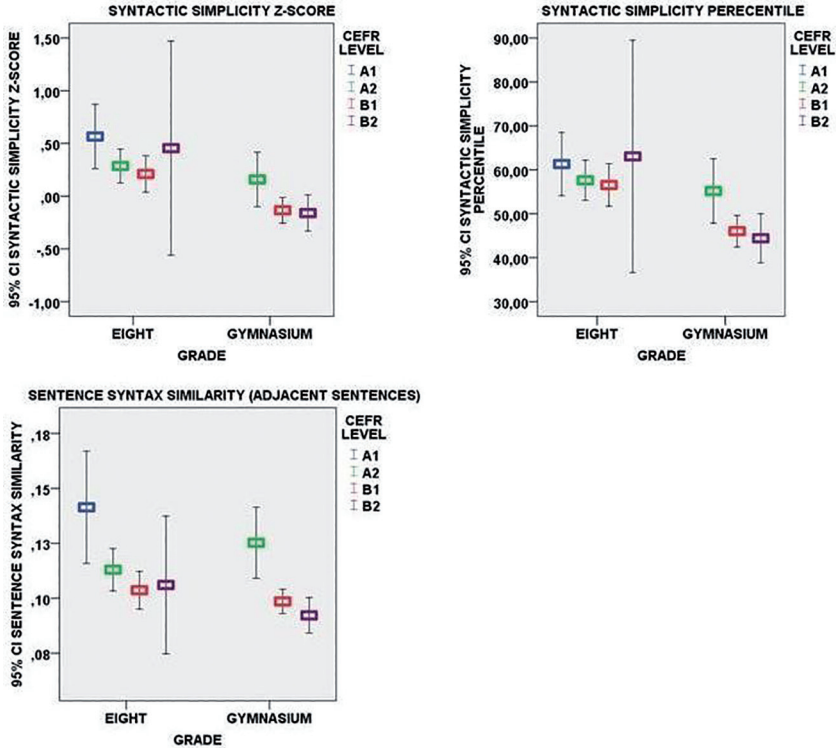 SYNTACTIC SIMPLICITY Z-SCORE
95% CI SYNTACTIC SIMPLICITY Z-SCORE
1,50
1,00
,50
,00
-,50
-1,00
EIGHT GYMNASIUM
GRADE
CEFR
LEVEL
A1
A2
B1
B2
SYNTACTIC SIMPLICITY PERECENTILE
95% CI SYNTACTIC SIMPLICITY
PERCENTILE
90,00
80,00
70,00
60,00
50,00
40,00
30,00
EIGHT GYMNASIUM
GRADE
CEFR
LEVEL
A1
A2
B1
B2
SENTENCE SYNTAX SIMILARITY (ADJACENT SENTENCES)
95% CI SENTENCE SYNTAX SIMILARITY
,18
,15
,13
,10
,08
EIGHT GYMNASIUM
GRADE
CEFR
LEVEL
A1
A2
B1
B2